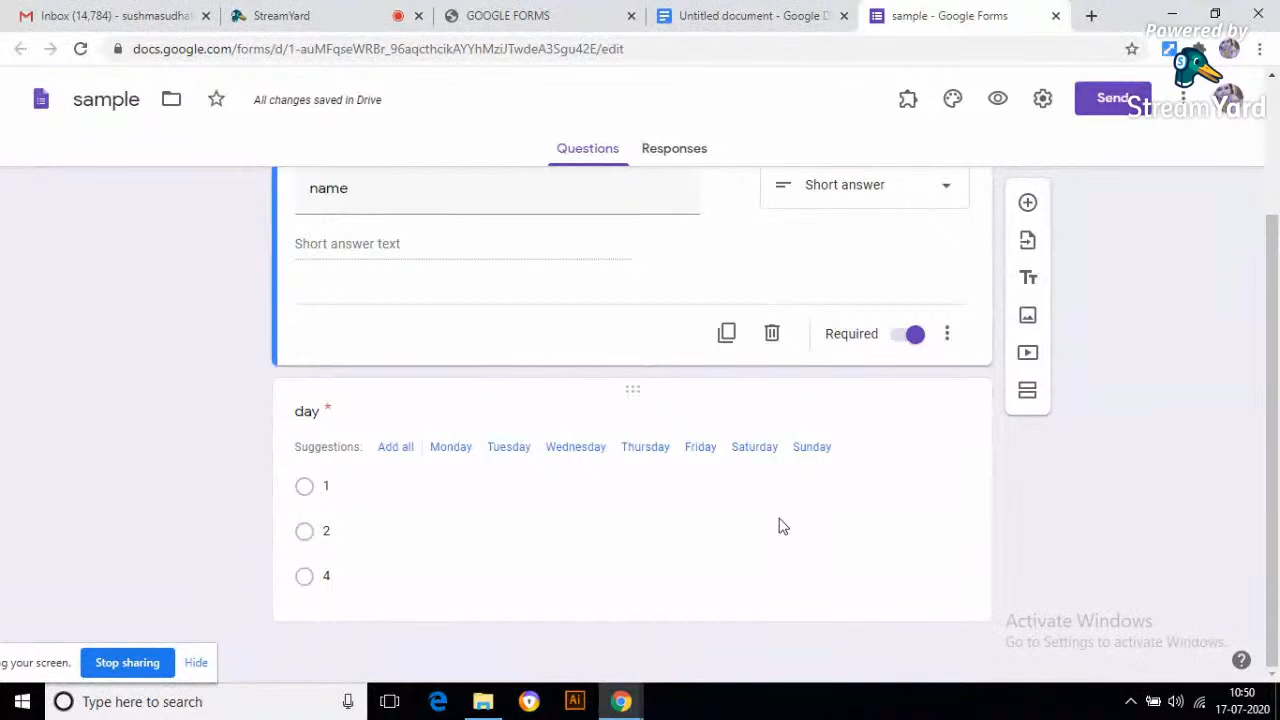 Inbox (14,784) - sushmasudhal
StreamYard
GOOGLE FORMS
Untitled document - Google D
sample - Google Forms
Powered by
docs.google.com/forms/d/1-auMFqseWRBr_96aqcthcikAYYhMziJTwdeA3Sgu42E/edit
sample
All changes saved in Drive
Send
StreamYard
Questions
Responses
name
Short answer
Short answer text
Required
day *
Suggestions:
Add all
Monday
Tuesday
Wednesday
Thursday
Friday
Saturday
Sunday
1
2
4
Activate Windows
Go to Settings to activate Windows.
g your screen.
Stop sharing
Hide
Type here to search
Ai
10:50
17-07-2020